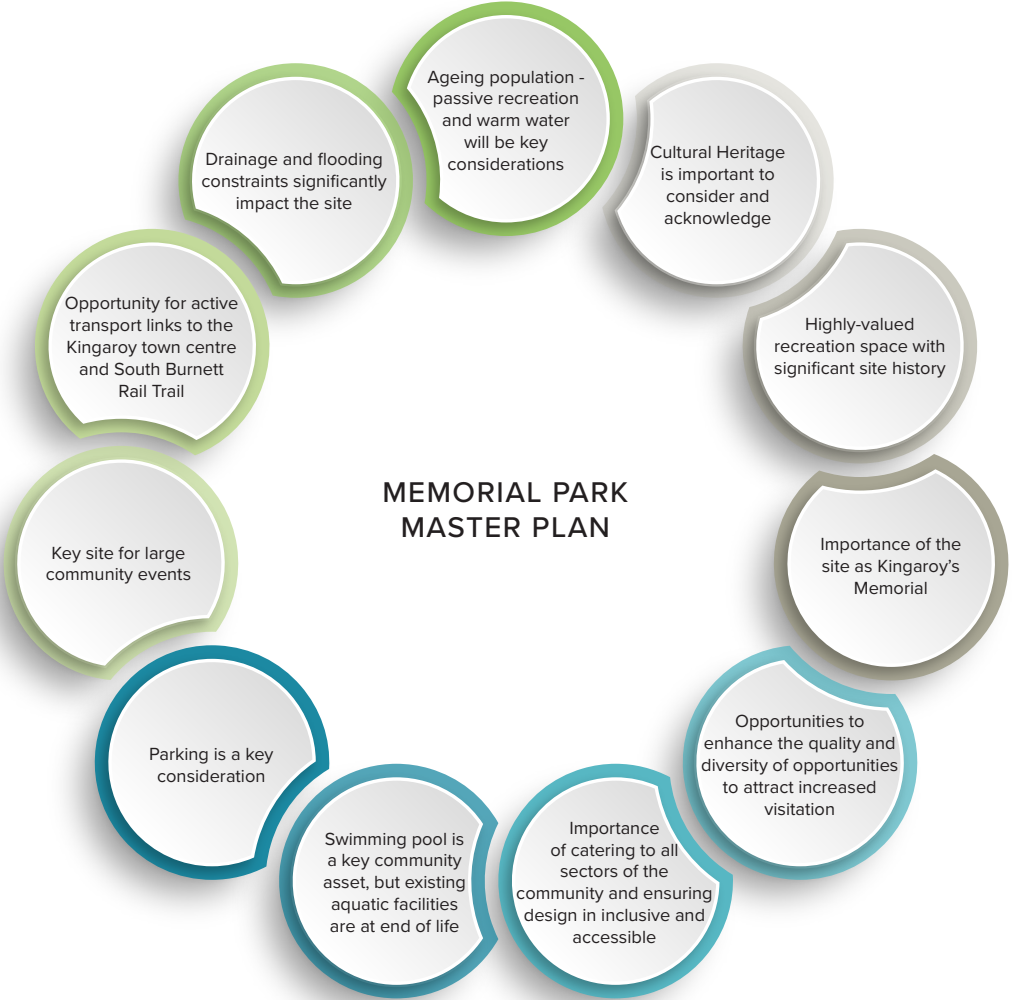 Ageing population -
passive recreation
and warm water
will be key
considerations
Cultural Heritage
is important to
consider and
acknowledge
Highly-valued
recreation space with
significant site history
Importance of the
site as Kingaroy’s
Memorial
Opportunities to
enhance the quality and
diversity of opportunities
to attract increased
visitation
Importance
of catering to all
sectors of the
community and ensuring
design in inclusive and
accessible
Swimming pool is
a key community
asset, but existing
aquatic facilities
are at end of life
Parking is a key
consideration
Key site for large
community events
Opportunity for active
transport links to the
Kingaroy town centre
and South Burnett
Rail Trail
Drainage and flooding
constraints significantly
impact the site
MEMORIAL PARK
MASTER PLAN